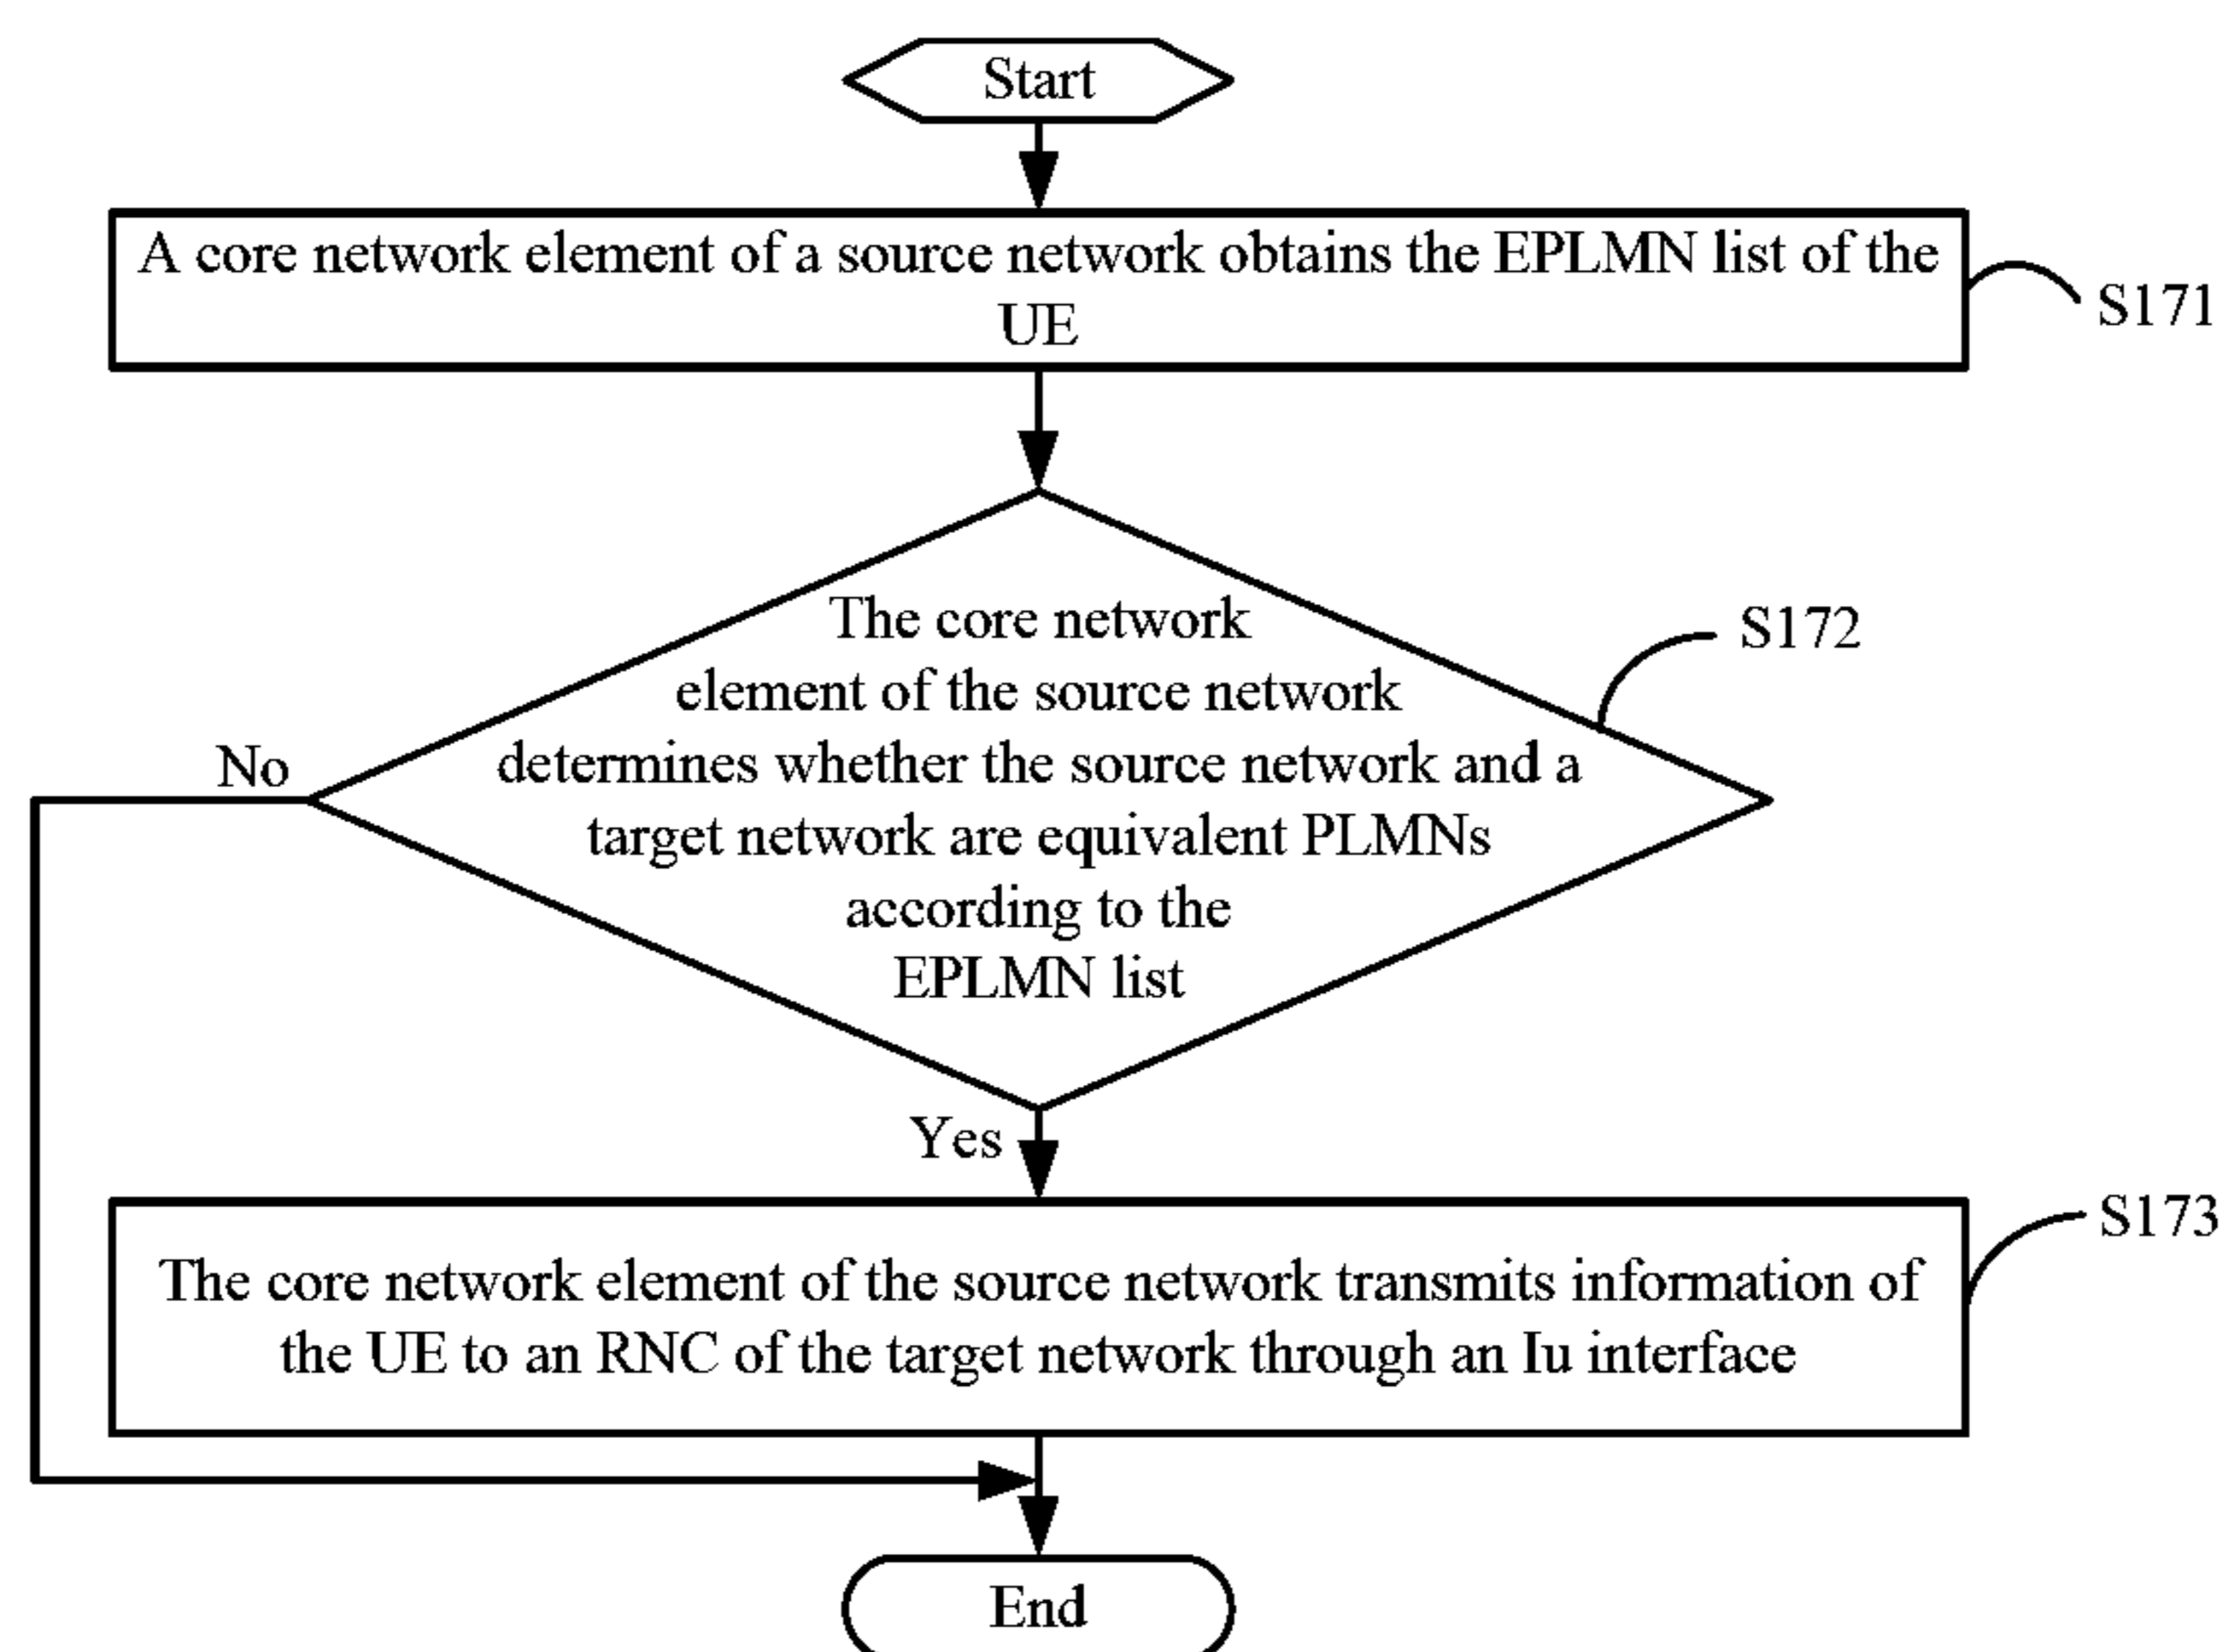 Start
A core network element of a source network obtains the EPLMN list of the
UE
S171
The core network
element of the source network
determines whether the source network and a
target network are equivalent PLMNs
according to the
EPLMN list
S172
No
Yes
The core network element of the source network transmits information of
the UE to an RNC of the target network through an Iu interface
S173
End